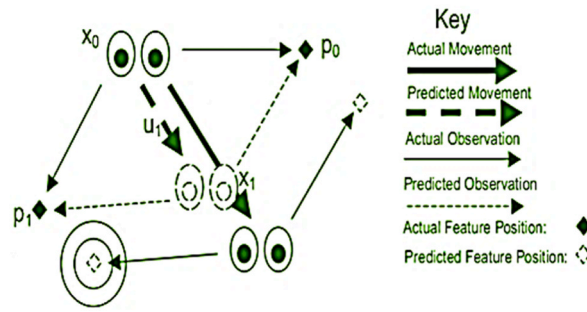 x0
p0
Key
Actual Movement
Predicted Movement
u1
Actual Observation
x1
Predicted Observation
p1
Actual Feature Position:
Predicted Feature Position: